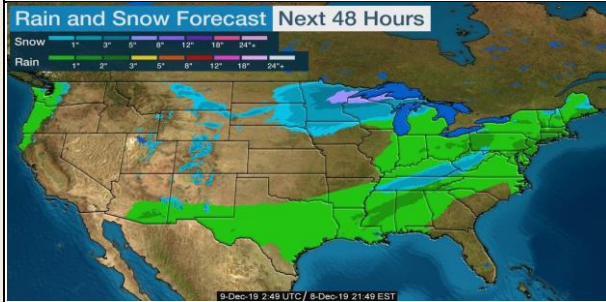 Rain and Snow Forecast Next 48 Hours
Snow
1" 3" 5" 8" 12" 18" 24"+
Rain
1" 2" 3" 5" 8" 12" 18" 24"+
9-Dec-19 2:49 UTC / 8-Dec-19 21:49 EST